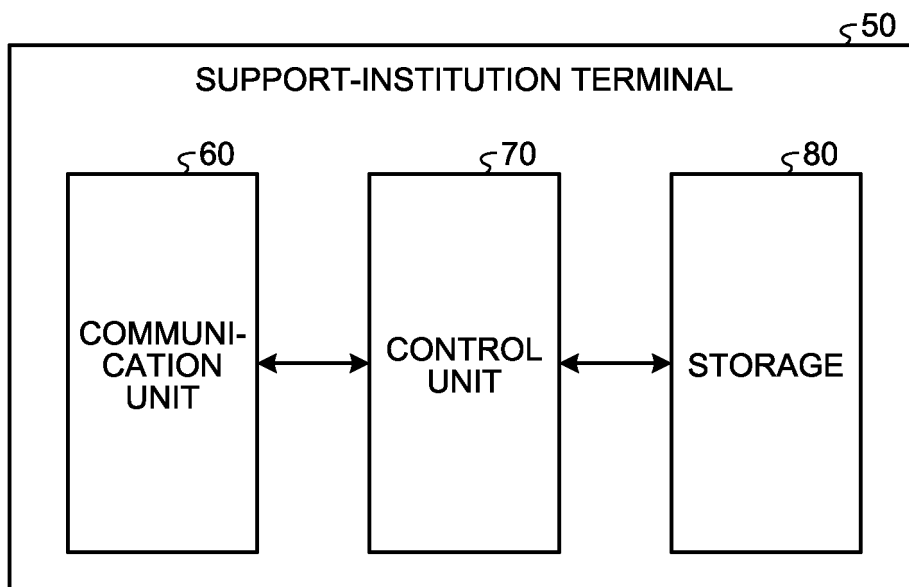 50
SUPPORT-INSTITUTION TERMINAL
60
70
80
COMMUNI-
CATION
UNIT
CONTROL
UNIT
STORAGE